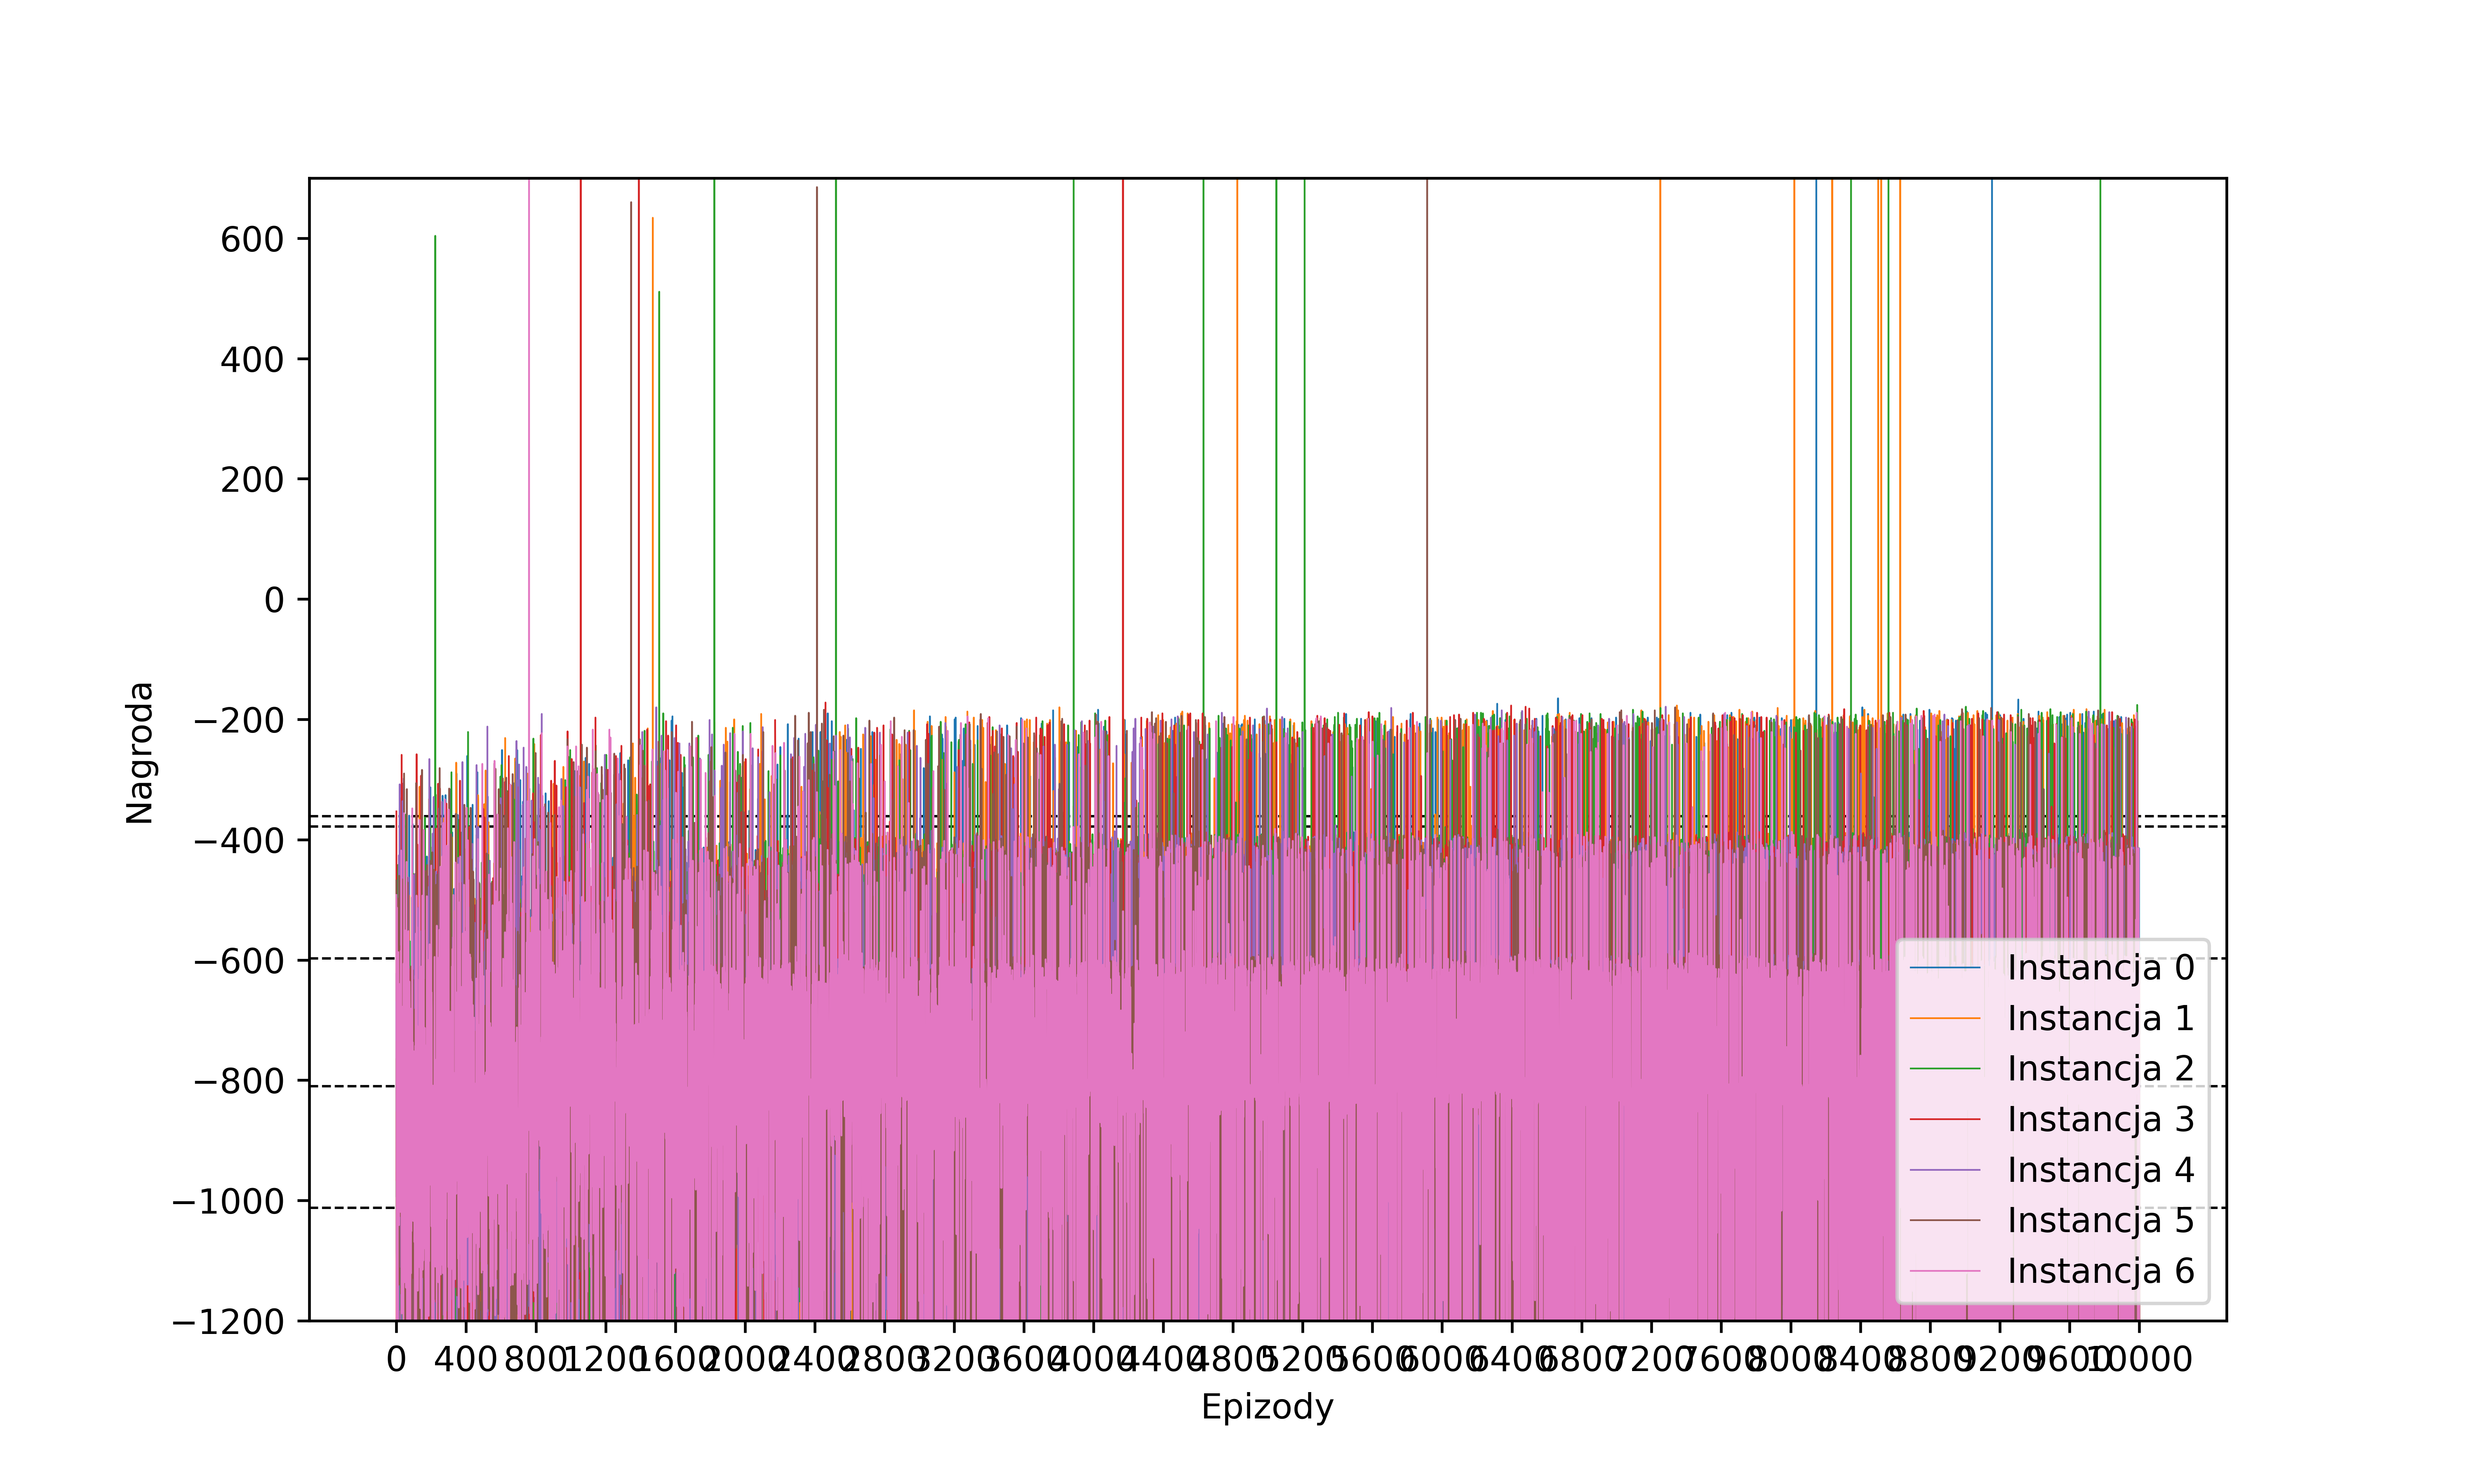 600
400
200
0
−200
−400
−600
−800
−1000
−1200
Nagroda
0 400 800 1200 1600 2000 2400 2800 3200 3600 4000 4400 4800 5200 5600 6000 6400 6800 7200 7600 8000 8400 8800 9200 9600 10000
Epizody
Instancja 0
Instancja 1
Instancja 2
Instancja 3
Instancja 4
Instancja 5
Instancja 6